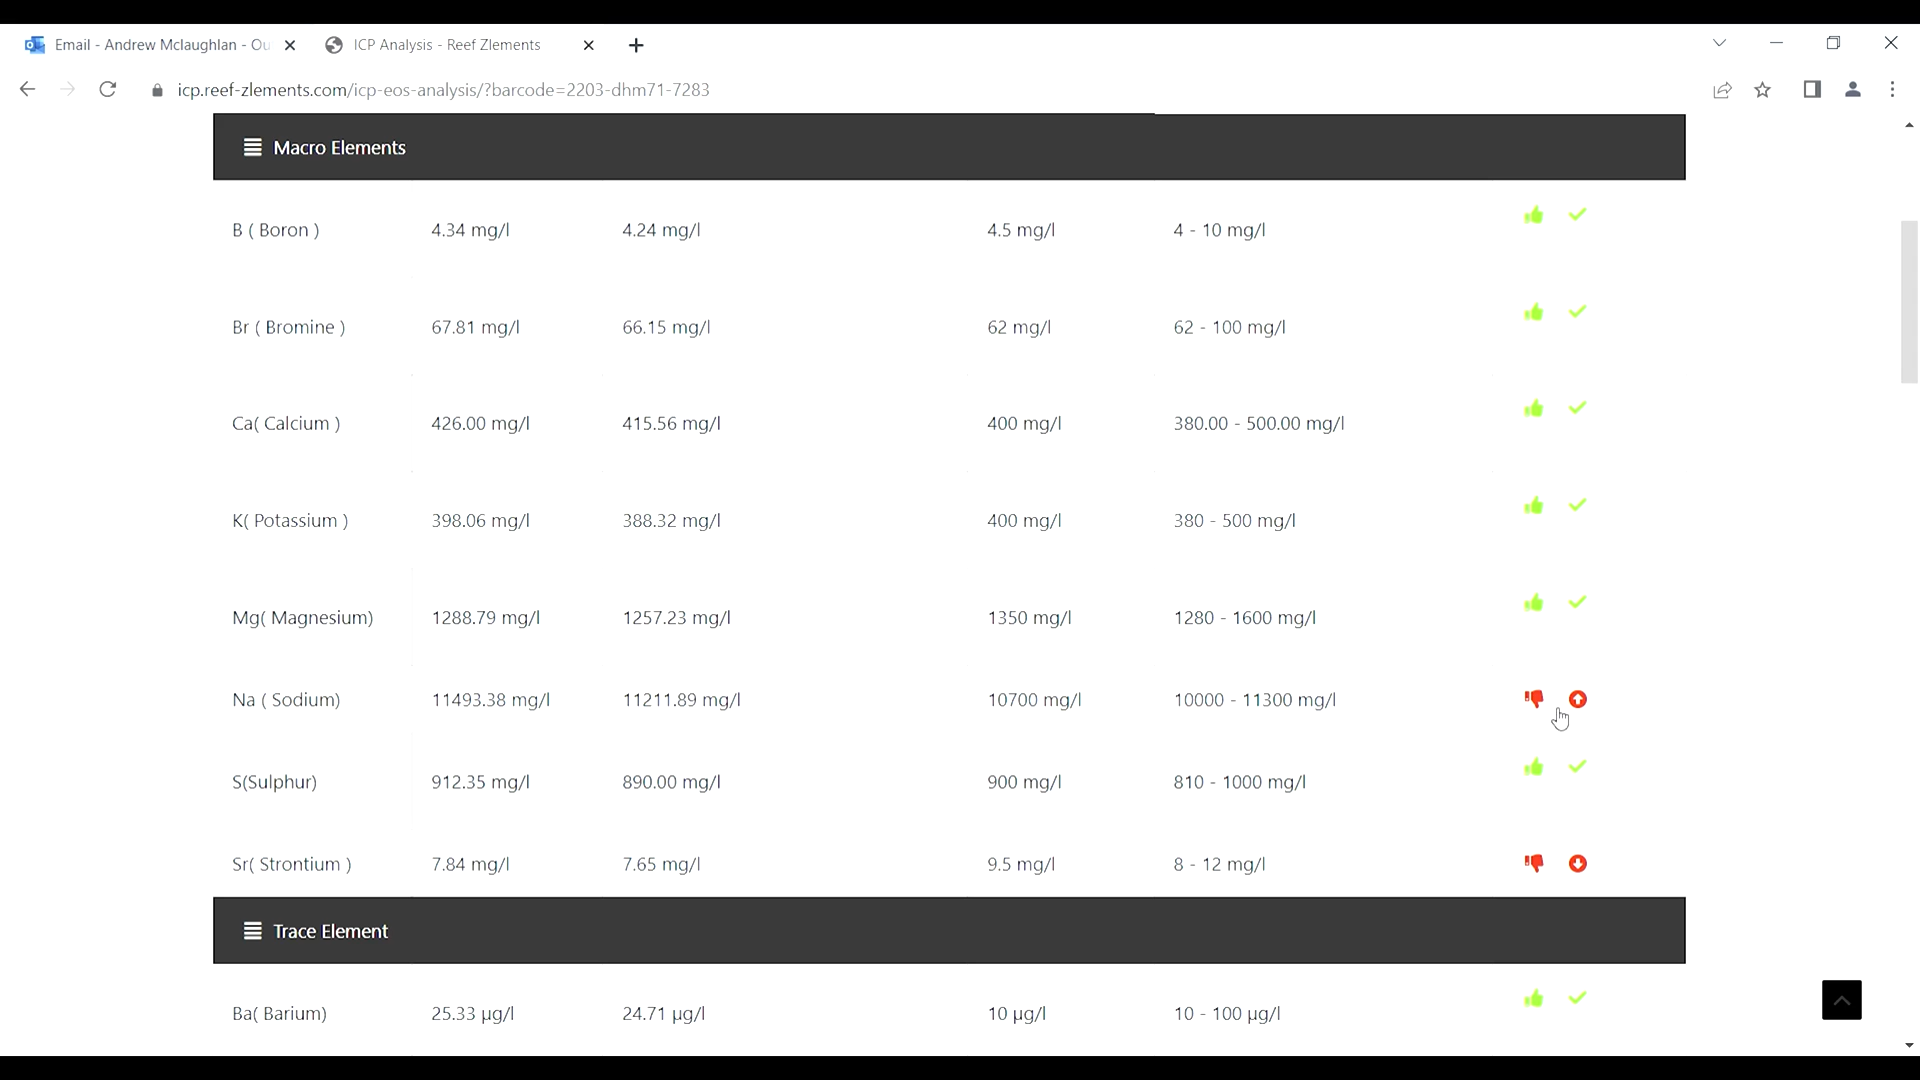 Email - Andrew Mclaughlan - Ou
ICP Analysis - Reef Zlements
icp.reef-zlements.com/icp-eos-analysis/?barcode=2203-dhm71-7283
Macro Elements
B ( Boron ) 4.34 mg/l 4.24 mg/l 4.5 mg/l 4 - 10 mg/l
Br ( Bromine ) 67.81 mg/l 66.15 mg/l 62 mg/l 62 - 100 mg/l
Ca( Calcium ) 426.00 mg/l 415.56 mg/l 400 mg/l 380.00 - 500.00 mg/l
K( Potassium ) 398.06 mg/l 388.32 mg/l 400 mg/l 380 - 500 mg/l
Mg( Magnesium) 1288.79 mg/l 1257.23 mg/l 1350 mg/l 1280 - 1600 mg/l
Na ( Sodium) 11493.38 mg/l 11211.89 mg/l 10700 mg/l 10000 - 11300 mg/l
S(Sulphur) 912.35 mg/l 890.00 mg/l 900 mg/l 810 - 1000 mg/l
Sr( Strontium ) 7.84 mg/l 7.65 mg/l 9.5 mg/l 8 - 12 mg/l
Trace Element
Ba( Barium) 25.33 µg/l 24.71 µg/l 10 µg/l 10 - 100 µg/l